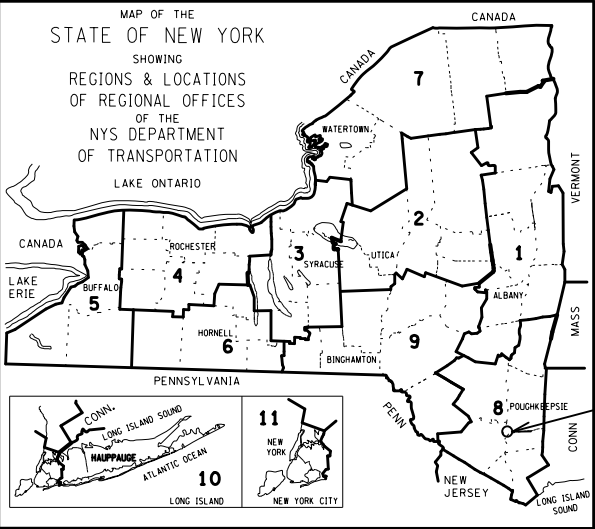 MAP OF THE
STATE OF NEW YORK
SHOWING
REGIONS & LOCATIONS
OF REGIONAL OFFICES
OF THE
NYS DEPARTMENT
OF TRANSPORTATION
CANADA
CANADA
7
WATERTOWN
LAKE ONTARIO
VERMONT
2
CANADA
ROCHESTER
3
SYRACUSE
UTICA
1
4
LAKE
ERIE
BUFFALO
5
ALBANY
MASS
HORNELL
6
9
BINGHAMTON
PENNSYLVANIA
PENN
8
POUGHKEEPSIE
CONN
NEW
JERSEY
LONG ISLAND
SOUND
CONN.
LONG ISLAND SOUND
HAUPPAUGE
ATLANTIC OCEAN
10
LONG ISLAND
11
NEW
YORK
NEW YORK CITY